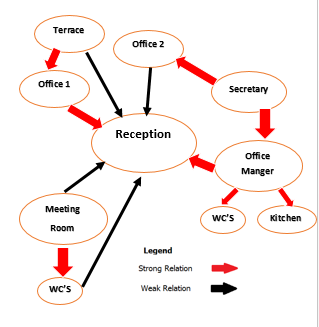 Terrace
Office 2
Office 1
Secretary
Reception
Office
Manger
Meeting
Room
WC'S
Kitchen
WC'S
Legend
Strong Relation
Weak Relation